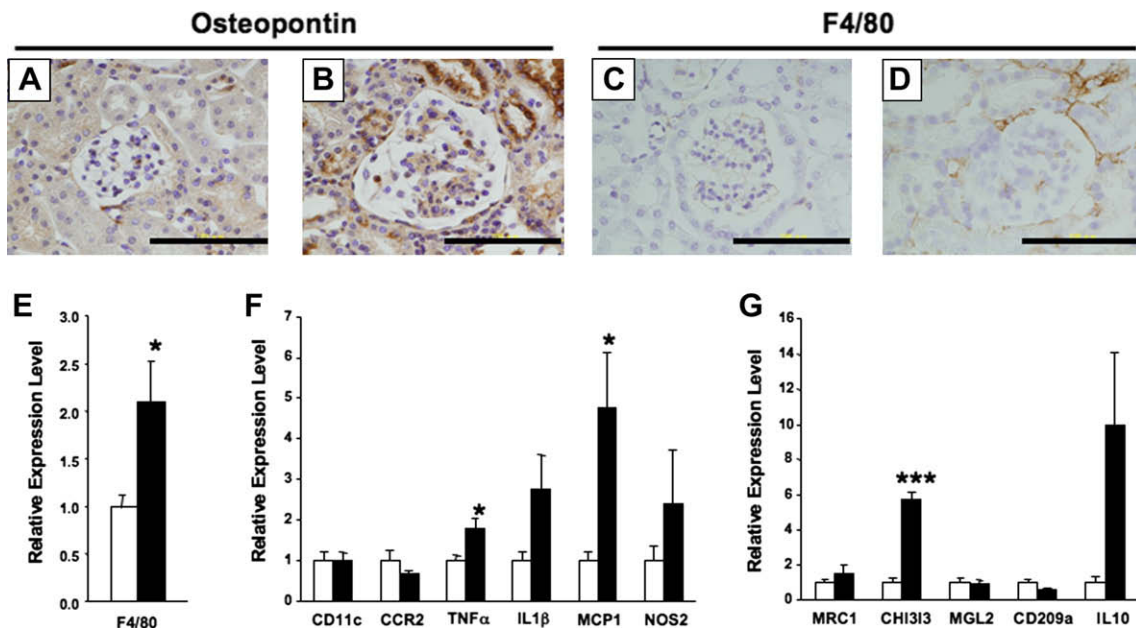 Osteopontin
F4/80
A
B
C
D
E
Relative Expression Level
3.0
2.5
2.0
1.5
1.0
0.5
0.0
*
F4/80
F
Relative Expression Level
7
6
5
4
3
2
1
0
*
*
CD11c CCR2 TNFα IL1β MCP1 NOS2
G
Relative Expression Level
16
14
12
10
8
6
4
2
0
***
MRC1 CHI3l3 MGL2 CD209a IL10